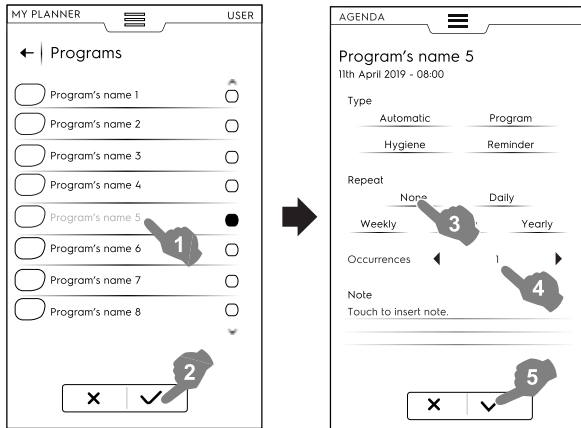 MY PLANNER USER
Programs
Program's name 1
Program's name 2
Program's name 3
Program's name 4
Program's name 5
Program's name 6
Program's name 7
Program's name 8
1
2
AGENDA
Program's name 5
11th April 2019 - 08:00
Type
Automatic Program
Hygiene Reminder
Repeat
None Daily
3
Weekly Yearly
Occurrences 1
4
Note
Touch to insert note.
5